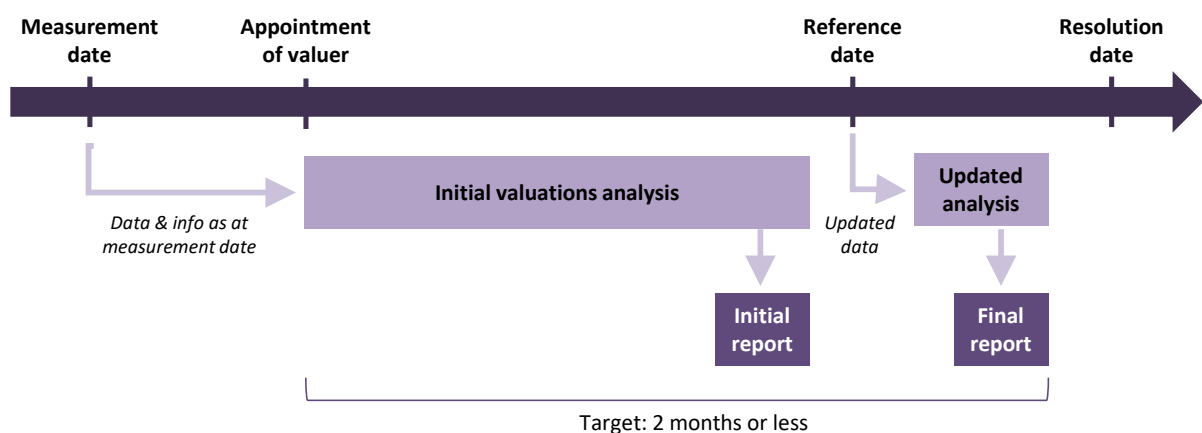 Measurement
date
Appointment
of valuer
Reference
date
Resolution
date
Data & info as at
measurement date
Initial valuations analysis
Updated
data
Updated
analysis
Initial
report
Final
report
Target: 2 months or less